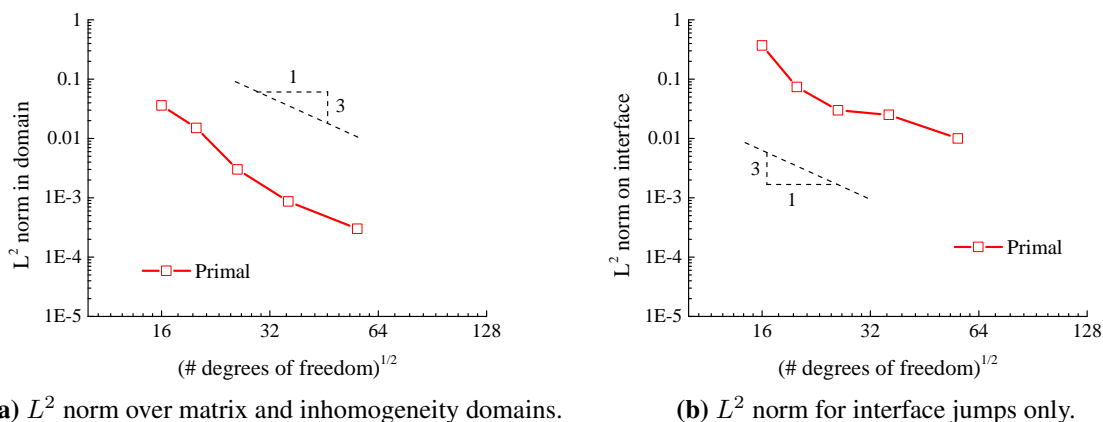 1
0.1
0.01
1E-3
1E-4
1E-5
L² norm in domain
1
3
Primal
16 32 64 128
(# degrees of freedom)^1/2
a) L² norm over matrix and inhomogeneity domains.
1
0.1
0.01
1E-3
1E-4
1E-5
L² norm on interface
3
1
Primal
16 32 64 128
(# degrees of freedom)^1/2
(b) L² norm for interface jumps only.